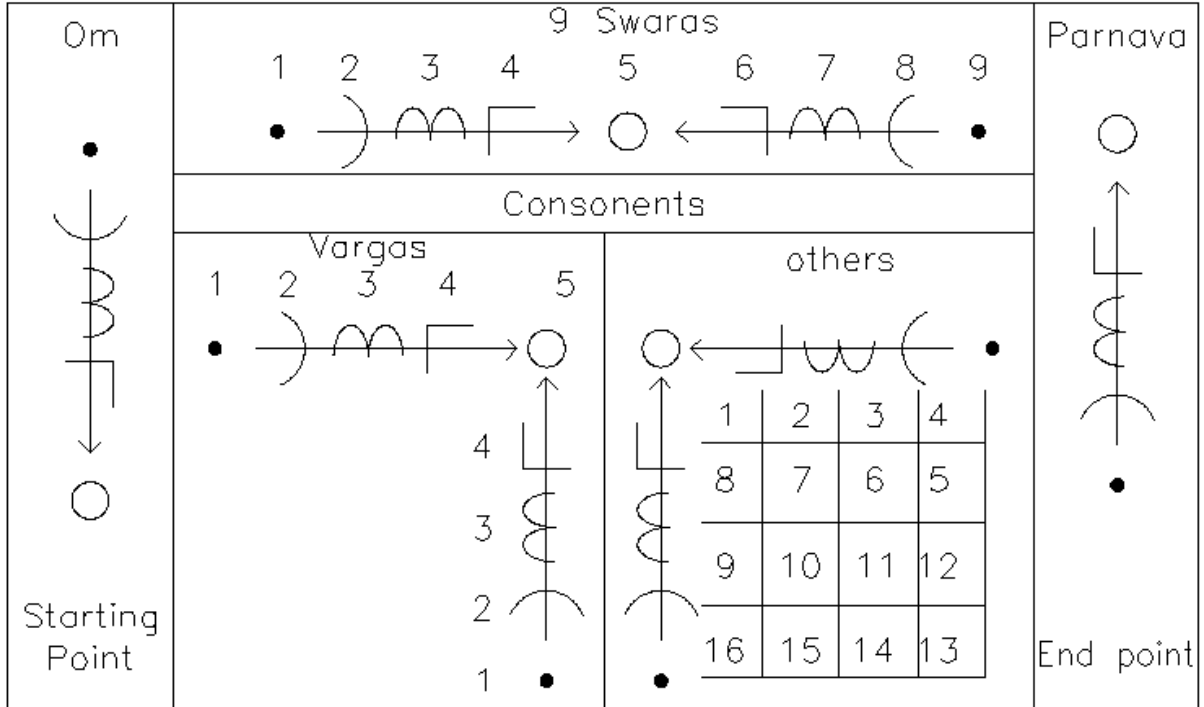 Om
Starting
Point
9 Swaras
1 2 3 4 5 6 7 8 9
Consonents
Vargas
1 2 3 4 5
4
3
2
1
others
1 2 3 4
8 7 6 5
9 10 11 12
16 15 14 13
Parnava
End point